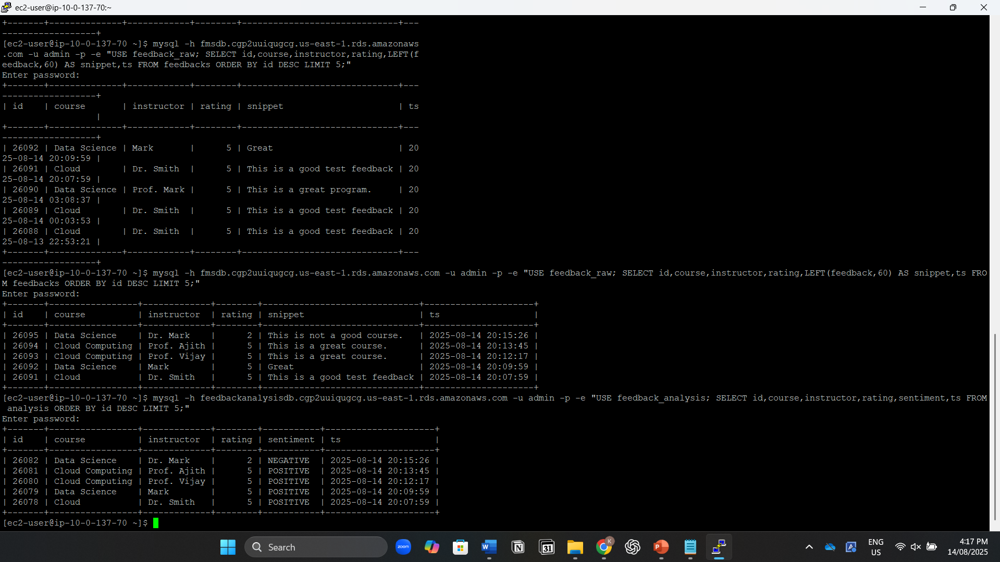 ec2-user@ip-10-0-137-70:~
+-------+--------------+------------+--------+------------------------------+---
------------------+
[ec2-user@ip-10-0-137-70 ~]$ mysql -h fmsdb.cgp2uuiqugcg.us-east-1.rds.amazonaws
.com -u admin -p -e "USE feedback_raw; SELECT id,course,instructor,rating,LEFT(f
eedback,60) AS snippet,ts FROM feedbacks ORDER BY id DESC LIMIT 5;"
Enter password:
+-------+--------------+------------+--------+------------------------------+---
------------------+
| id    | course       | instructor | rating | snippet                      | ts
                  |
+-------+--------------+------------+--------+------------------------------+---
------------------+
| 26092 | Data Science | Mark       |      5 | Great                        | 20
25-08-14 20:09:59 |
| 26091 | Cloud        | Dr. Smith  |      5 | This is a good test feedback | 20
25-08-14 20:07:59 |
| 26090 | Data Science | Prof. Mark |      5 | This is a great program.     | 20
25-08-14 03:08:37 |
| 26089 | Cloud        | Dr. Smith  |      5 | This is a good test feedback | 20
25-08-14 00:03:53 |
| 26088 | Cloud        | Dr. Smith  |      5 | This is a good test feedback | 20
25-08-13 22:53:21 |
+-------+--------------+------------+--------+------------------------------+---
------------------+
[ec2-user@ip-10-0-137-70 ~]$ mysql -h fmsdb.cgp2uuiqugcg.us-east-1.rds.amazonaws.com -u admin -p -e "USE feedback_raw; SELECT id,course,instructor,rating,LEFT(feedback,60) AS snippet,ts FRO
M feedbacks ORDER BY id DESC LIMIT 5;"
Enter password:
+-------+-----------------+-------------+--------+------------------------------+---------------------+
| id    | course          | instructor  | rating | snippet                      | ts                  |
+-------+-----------------+-------------+--------+------------------------------+---------------------+
| 26095 | Data Science    | Dr. Mark    |      2 | This is not a good course.   | 2025-08-14 20:15:26 |
| 26094 | Cloud Computing | Prof. Ajith |      5 | This is a great course.      | 2025-08-14 20:13:45 |
| 26093 | Cloud Computing | Prof. Vijay |      5 | This is a great course.      | 2025-08-14 20:12:17 |
| 26092 | Data Science    | Mark        |      5 | Great                        | 2025-08-14 20:09:59 |
| 26091 | Cloud           | Dr. Smith   |      5 | This is a good test feedback | 2025-08-14 20:07:59 |
+-------+-----------------+-------------+--------+------------------------------+---------------------+
[ec2-user@ip-10-0-137-70 ~]$ mysql -h feedbackanalysisdb.cgp2uuiqugcg.us-east-1.rds.amazonaws.com -u admin -p -e "USE feedback_analysis; SELECT id,course,instructor,rating,sentiment,ts FROM
 analysis ORDER BY id DESC LIMIT 5;"
Enter password:
+-------+-----------------+-------------+--------+-----------+---------------------+
| id    | course          | instructor  | rating | sentiment | ts                  |
+-------+-----------------+-------------+--------+-----------+---------------------+
| 26082 | Data Science    | Dr. Mark    |      2 | NEGATIVE  | 2025-08-14 20:15:26 |
| 26081 | Cloud Computing | Prof. Ajith |      5 | POSITIVE  | 2025-08-14 20:13:45 |
| 26080 | Cloud Computing | Prof. Vijay |      5 | POSITIVE  | 2025-08-14 20:12:17 |
| 26079 | Data Science    | Mark        |      5 | POSITIVE  | 2025-08-14 20:09:59 |
| 26078 | Cloud           | Dr. Smith   |      5 | POSITIVE  | 2025-08-14 20:07:59 |
+-------+-----------------+-------------+--------+-----------+---------------------+
[ec2-user@ip-10-0-137-70 ~]$
Search
zoom
W
N
31
K
P
A
ENG
US
4:17 PM
14/08/2025